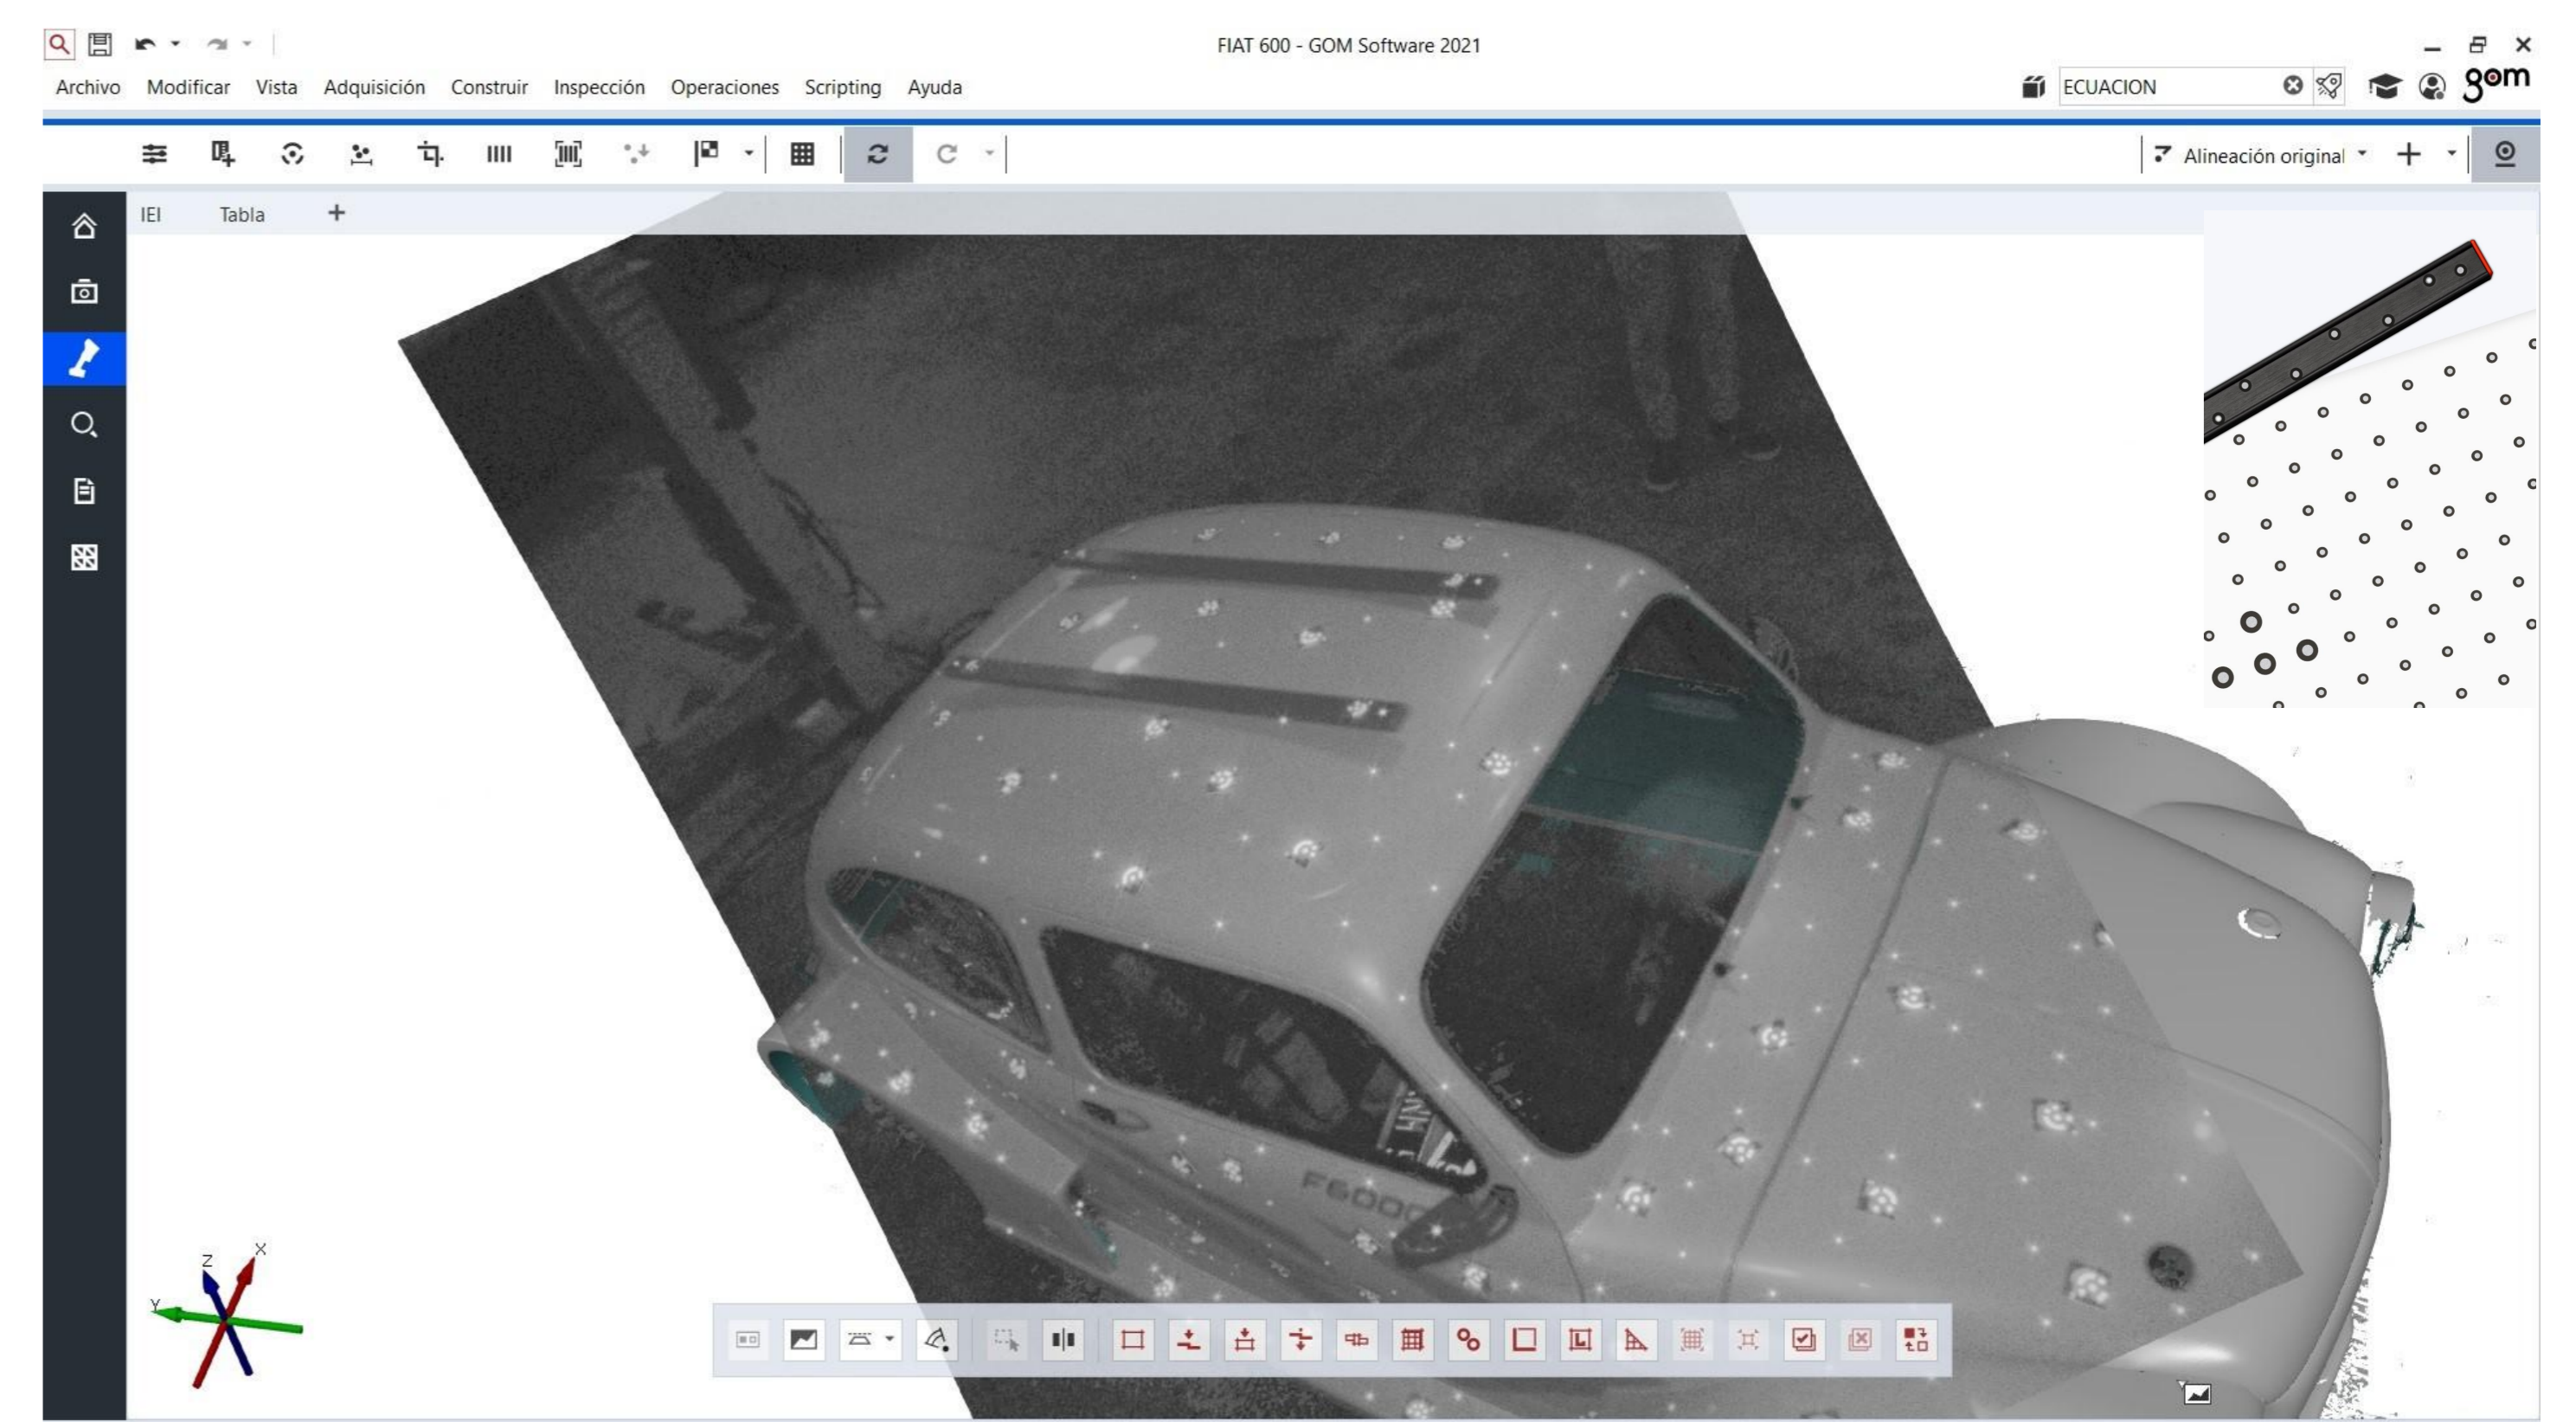 FIAT 600 - GOM Software 2021
Archivo Modificar Vista Adquisición Construir Inspección Operaciones Scripting Ayuda
ECUACION
gom
Alineación original
IEI Tabla
Z X
Y